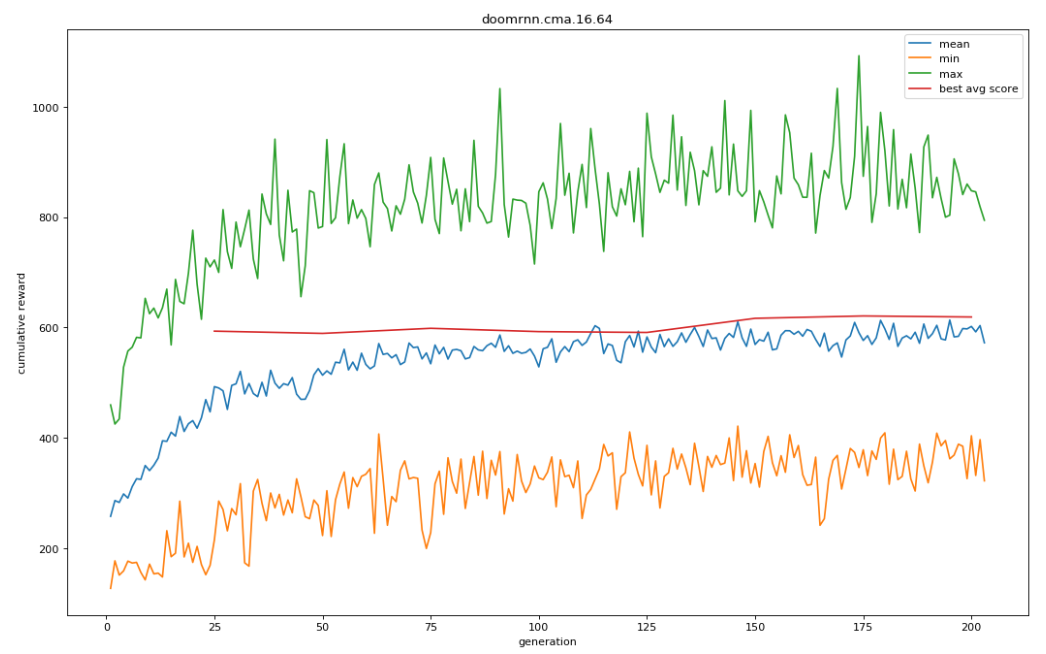 doomrnn.cma.16.64
mean
min
max
best avg score
cumulative reward
1000
800
600
400
200
0
25
50
75
100
125
150
175
200
generation